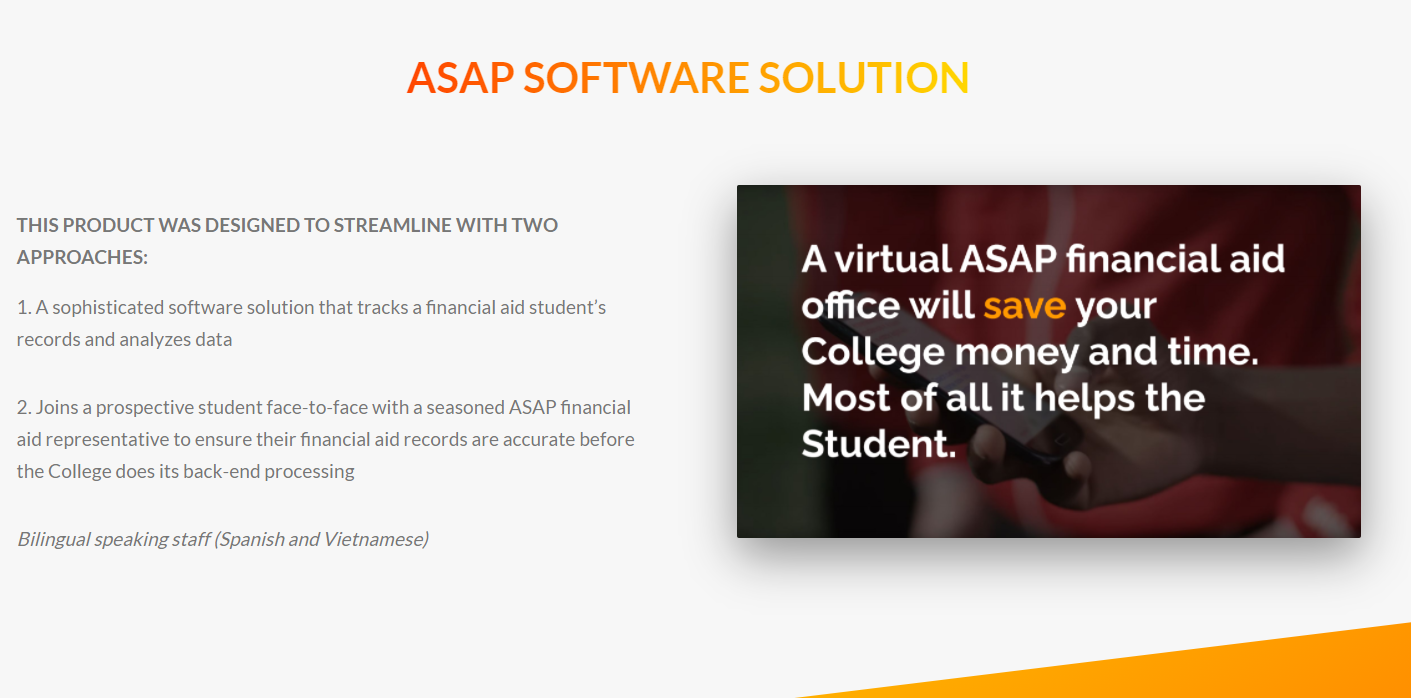 ASAP SOFTWARE SOLUTION
THIS PRODUCT WAS DESIGNED TO STREAMLINE WITH TWO
APPROACHES:
1. A sophisticated software solution that tracks a financial aid student’s
records and analyzes data
2. Joins a prospective student face-to-face with a seasoned ASAP financial
aid representative to ensure their financial aid records are accurate before
the College does its back-end processing
Bilingual speaking staff (Spanish and Vietnamese)
A virtual ASAP financial aid
office will save your
College money and time.
Most of all it helps the
Student.